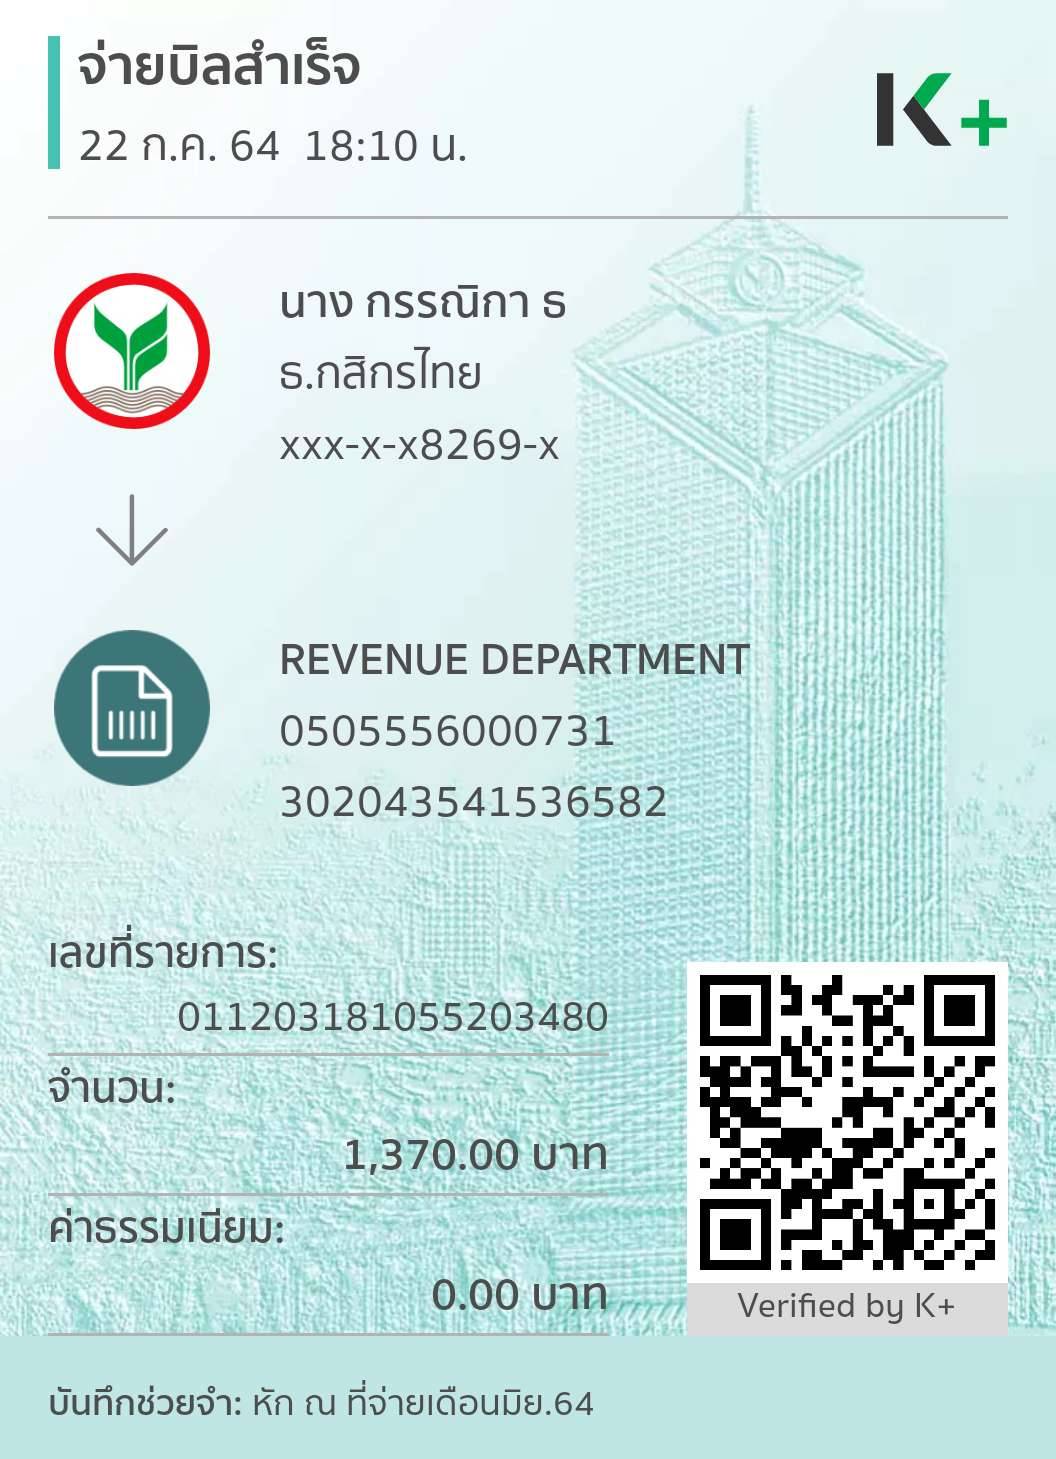 จ่ายบิลสำเร็จ
22 ก.ค. 64 18:10 น.
K+
นาง กรรณิกา ธ
ธ.กสิกรไทย
xxx-x-x8269-x
REVENUE DEPARTMENT
0505556000731
302043541536582
เลขที่รายการ:
011203181055203480
จำนวน:
1,370.00 บาท
ค่าธรรมเนียม:
0.00 บาท
Verified by K+
บันทึกช่วยจำ: หัก ณ ที่จ่ายเดือนมิย.64